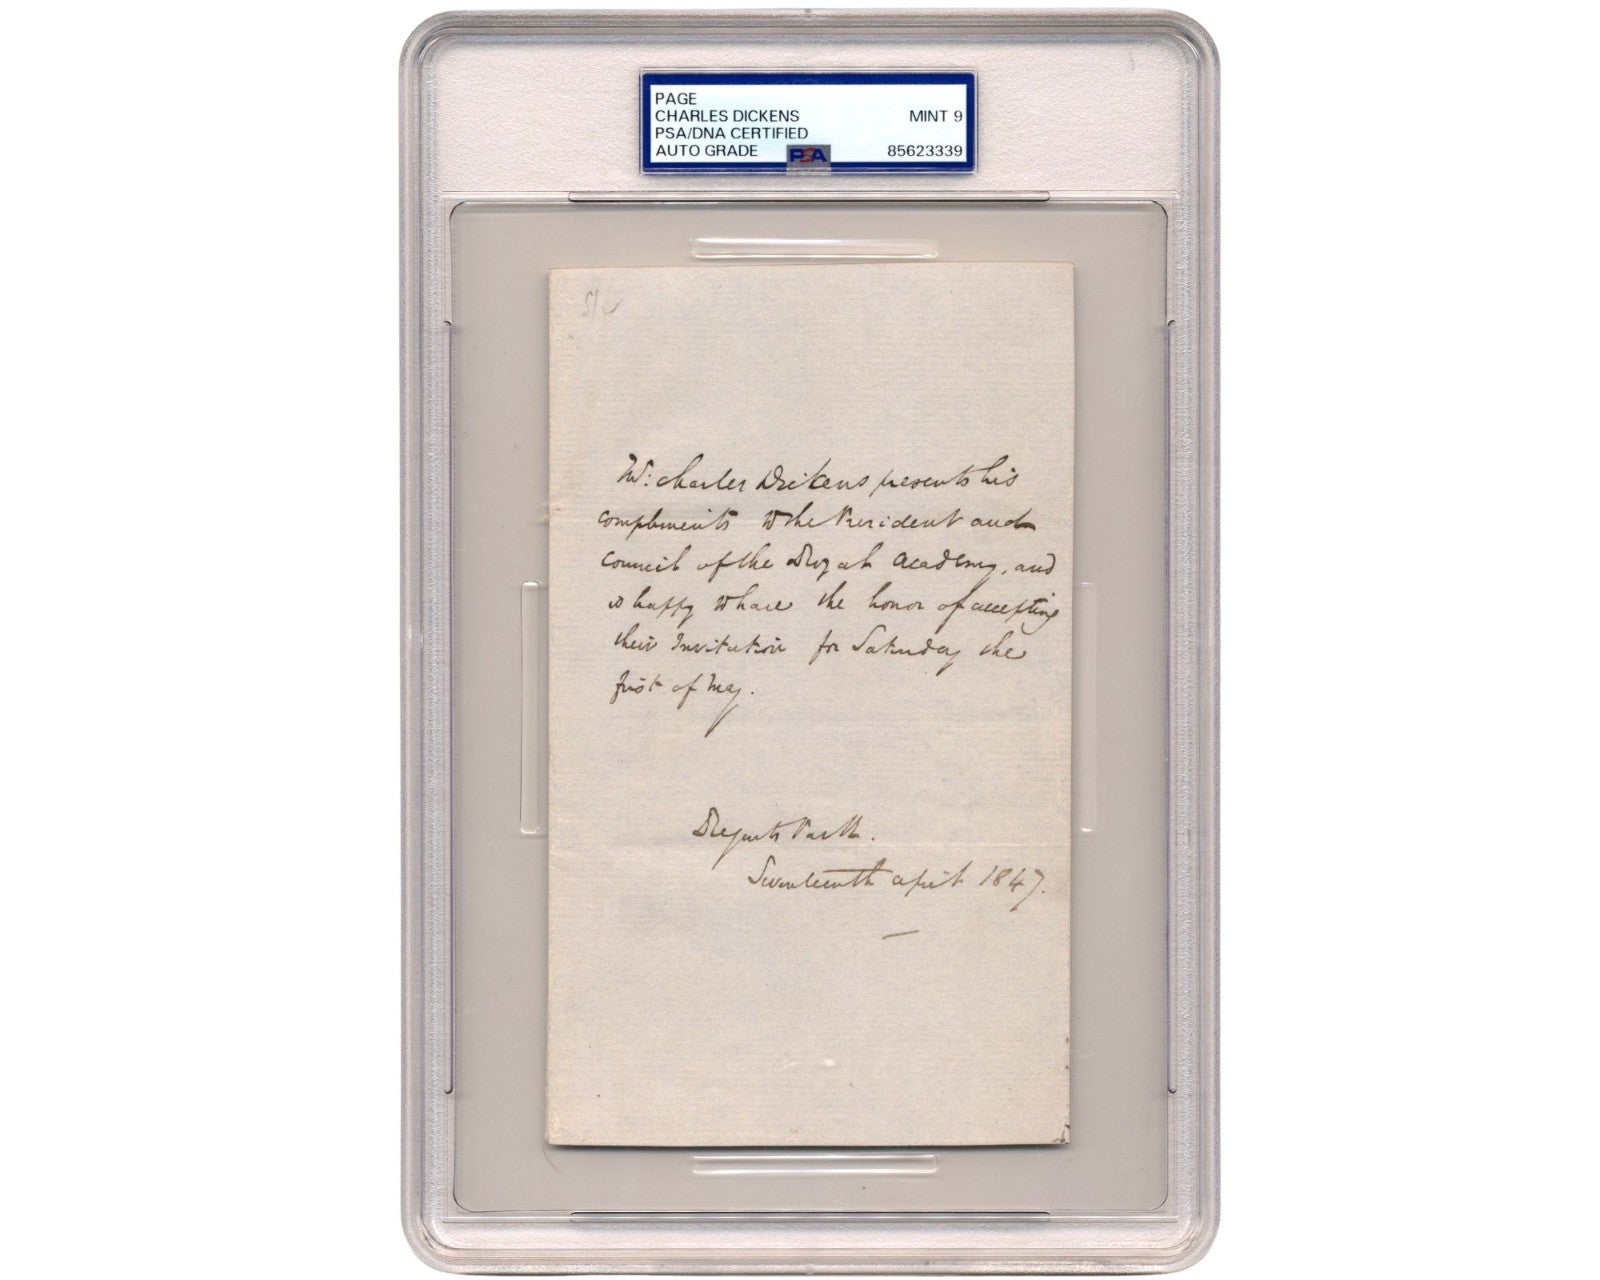 PAGE
CHARLES DICKENS MINT 9
PSA/DNA CERTIFIED
AUTO GRADE PSA 85623339
Mr: Charles Dickens presents his
compliments to the President and
Council of the Royal Academy, and
is happy to have the honor of accepting
their Invitation for Saturday the
first of May.
Regents Park.
Seventeenth April 1847.